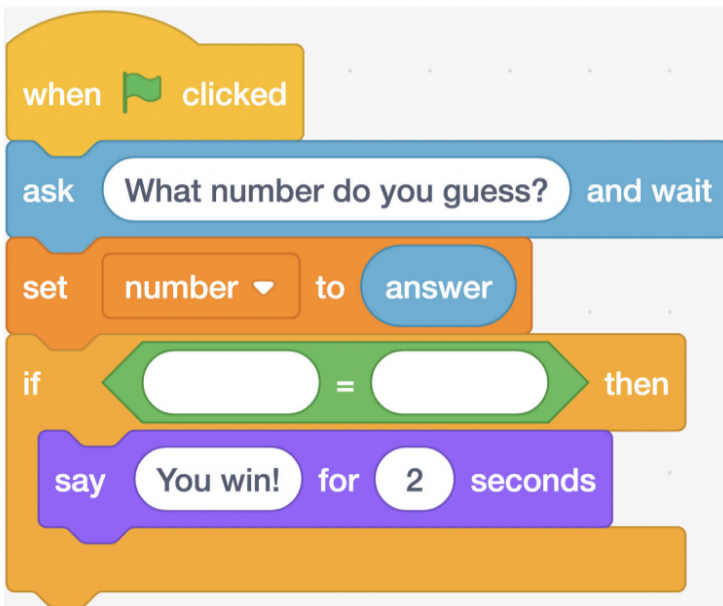 when clicked
ask What number do you guess? and wait
set number to answer
if = then
say You win! for 2 seconds